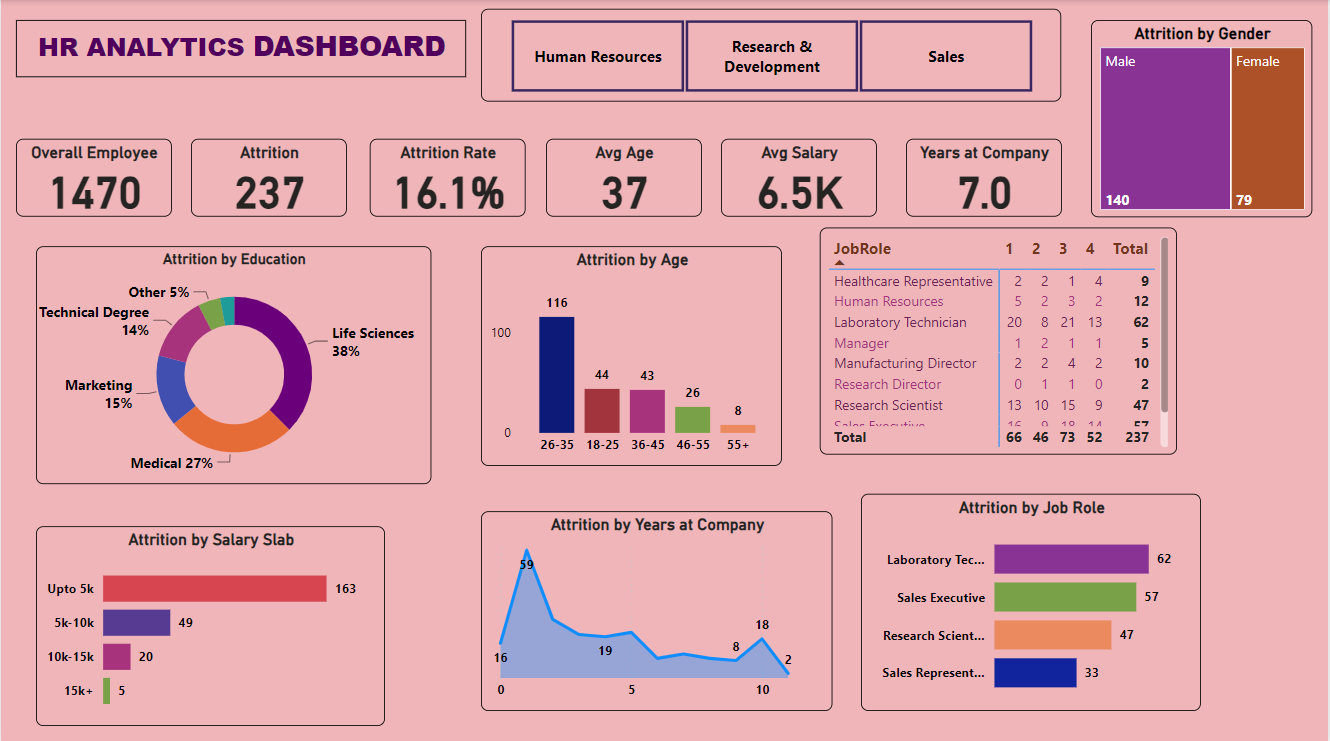 HR ANALYTICS DASHBOARD
Human Resources
Research &
Development
Sales
Attrition by Gender
Male
Female
140
79
Overall Employee
1470
Attrition
237
Attrition Rate
16.1%
Avg Age
37
Avg Salary
6.5K
Years at Company
7.0
Attrition by Education
Other 5%
Technical Degree
14%
Life Sciences
38%
Marketing
15%
Medical 27%
Attrition by Age
116
100
44
43
26
8
0
26-35 18-25 36-45 46-55 55+
JobRole 1 2 3 4 Total
Healthcare Representative 2 2 1 4 9
Human Resources 5 2 3 2 12
Laboratory Technician 20 8 21 13 62
Manager 1 2 1 1 5
Manufacturing Director 2 2 4 2 10
Research Director 0 1 1 0 2
Research Scientist 13 10 15 9 47
Sales Executive 16 9 18 14 57
Total 66 46 73 52 237
Attrition by Salary Slab
Upto 5k 163
5k-10k 49
10k-15k 20
15k+ 5
Attrition by Years at Company
59
16
19
8
18
2
0 5 10
Attrition by Job Role
Laboratory Tec... 62
Sales Executive 57
Research Scient... 47
Sales Represent... 33